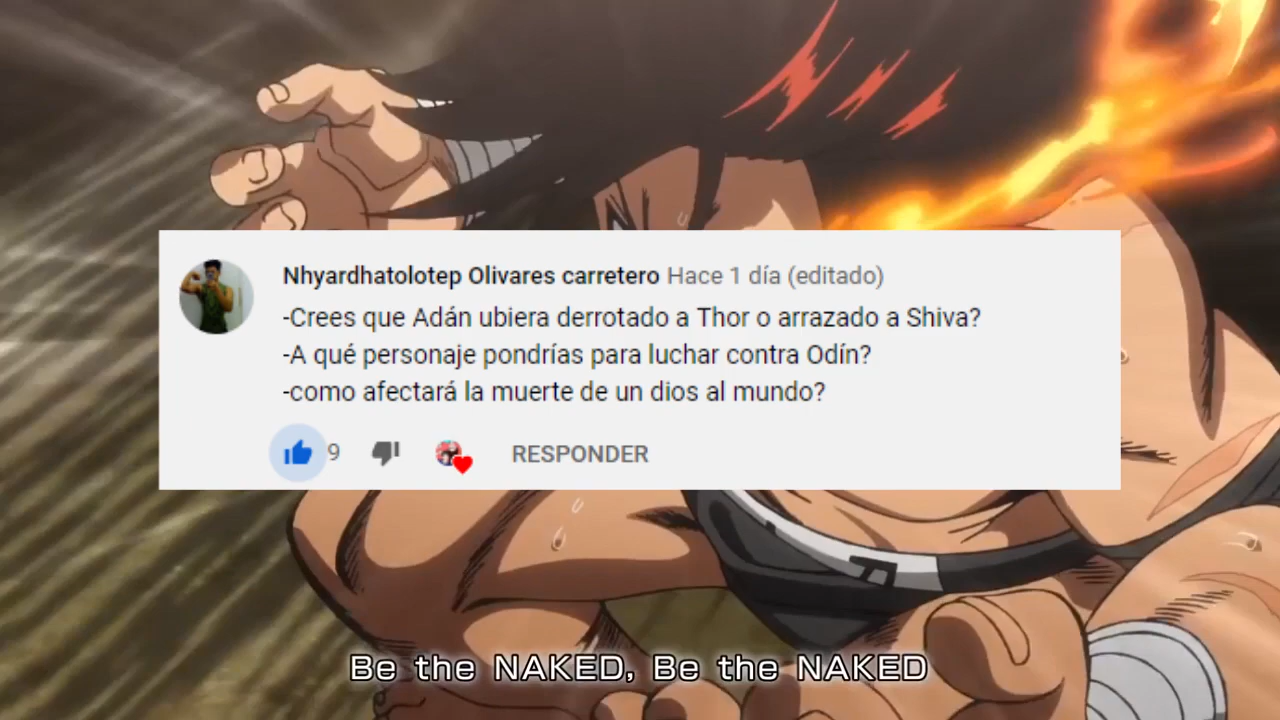 Nhyardhatolotep Olivares carretero Hace 1 día (editado)
-Crees que Adán ubiera derrotado a Thor o arrazado a Shiva?
-A qué personaje pondrías para luchar contra Odín?
-como afectará la muerte de un dios al mundo?
9 RESPONDER
Be the NAKED, Be the NAKED